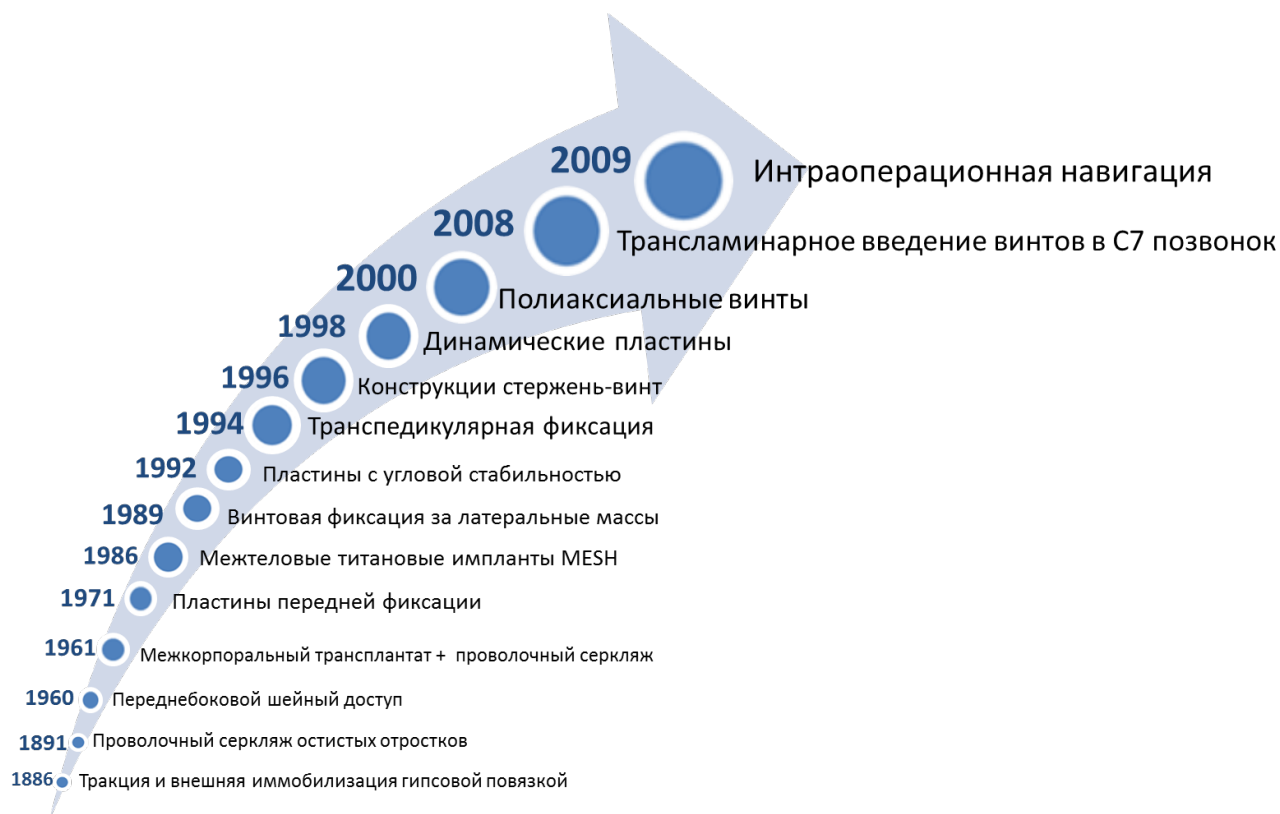 2009 Интраоперационная навигация
2008 Трансламинарное введение винтов в С7 позвонок
2000 Полиаксиальные винты
1998 Динамические пластины
1996 Конструкции стержень-винт
1994 Транспедикулярная фиксация
1992 Пластины с угловой стабильностью
1989 Винтовая фиксация за латеральные массы
1986 Межтеловые титановые импланты MESH
1971 Пластины передней фиксации
1961 Межкорпоральный трансплантат + проволочный серкляж
1960 Переднебоковой шейный доступ
1891 Проволочный серкляж остистых отростков
1886 Тракция и внешняя иммобилизация гипсовой повязкой